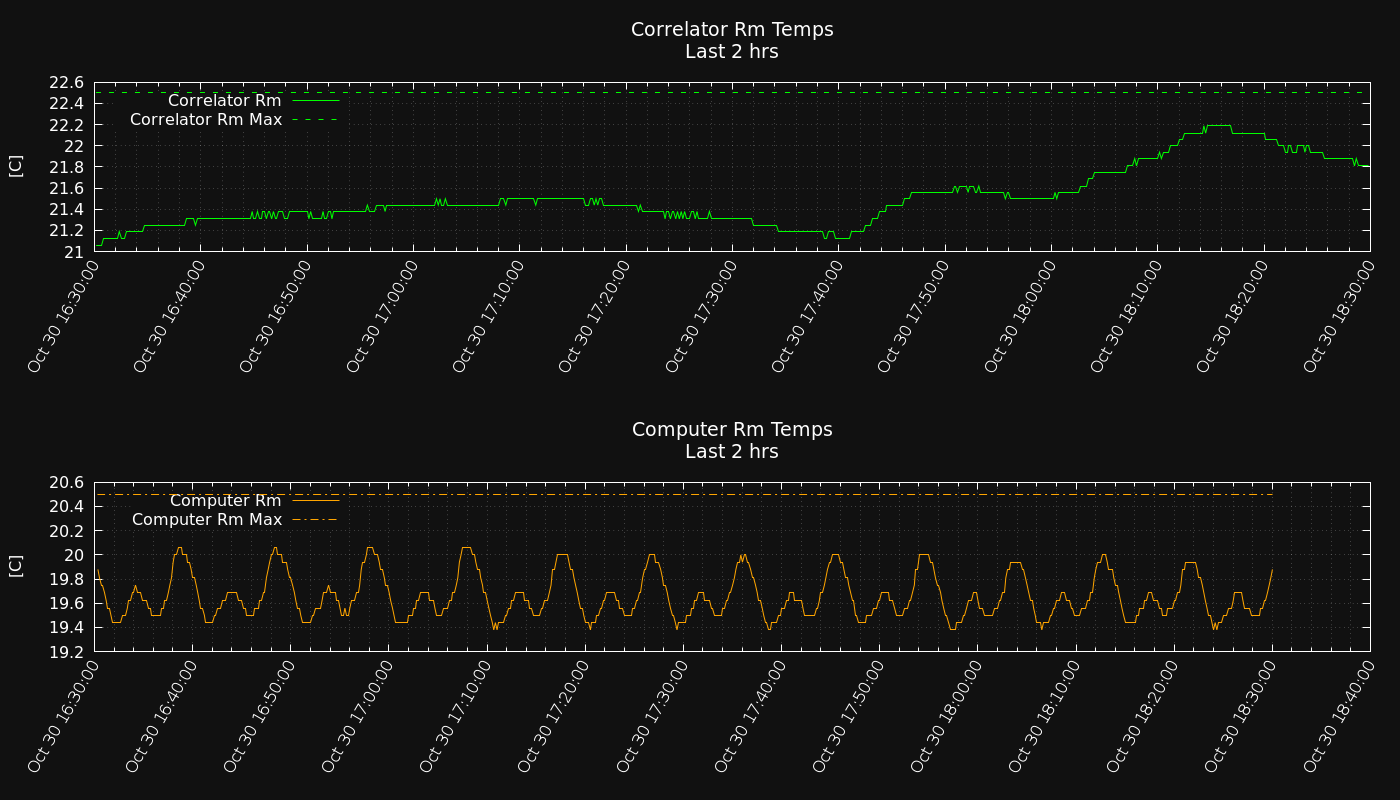 Correlator Rm Temps
Last 2 hrs
22.6
22.4
22.2
22
21.8
21.6
21.4
21.2
21
[C]
Correlator Rm
Correlator Rm Max
Oct 30 16:30:00
Oct 30 16:40:00
Oct 30 16:50:00
Oct 30 17:00:00
Oct 30 17:10:00
Oct 30 17:20:00
Oct 30 17:30:00
Oct 30 17:40:00
Oct 30 17:50:00
Oct 30 18:00:00
Oct 30 18:10:00
Oct 30 18:20:00
Oct 30 18:30:00
Computer Rm Temps
Last 2 hrs
20.6
20.4
20.2
20
19.8
19.6
19.4
19.2
[C]
Computer Rm
Computer Rm Max
Oct 30 16:30:00
Oct 30 16:40:00
Oct 30 16:50:00
Oct 30 17:00:00
Oct 30 17:10:00
Oct 30 17:20:00
Oct 30 17:30:00
Oct 30 17:40:00
Oct 30 17:50:00
Oct 30 18:00:00
Oct 30 18:10:00
Oct 30 18:20:00
Oct 30 18:30:00
Oct 30 18:40:00